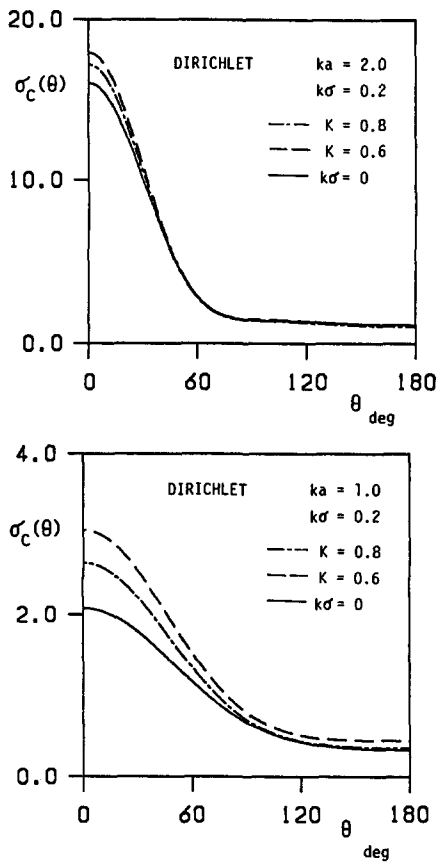 20.0
DIRICHLET
ka = 2.0
σC(θ)
kσ = 0.2
K = 0.8
K = 0.6
10.0
kσ = 0
0.0
0
60
120
180
θ deg
4.0
DIRICHLET
ka = 1.0
σC(θ)
kσ = 0.2
K = 0.8
K = 0.6
kσ = 0
2.0
0.0
0
60
120
180
θ deg